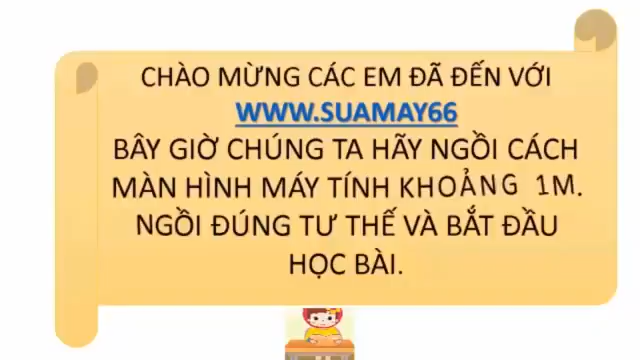 CHÀO MỪNG CÁC EM ĐÃ ĐẾN VỚI
WWW.SUAMAY66
BÂY GIỜ CHÚNG TA HÃY NGỒI CÁCH
MÀN HÌNH MÁY TÍNH KHOẢNG 1M.
NGỒI ĐÚNG TƯ THẾ VÀ BẮT ĐẦU
HỌC BÀI.